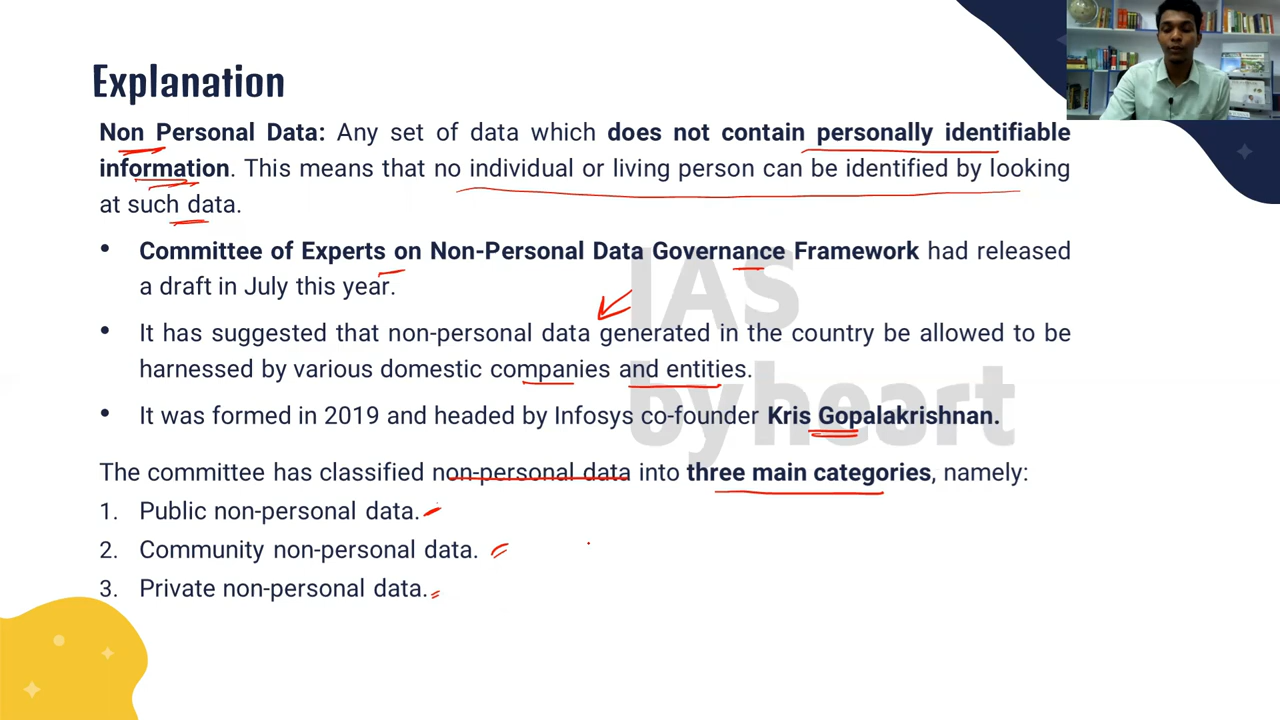 Explanation
Non Personal Data: Any set of data which does not contain personally identifiable
information. This means that no individual or living person can be identified by looking
at such data.
• Committee of Experts on Non-Personal Data Governance Framework had released
a draft in July this year.
• It has suggested that non-personal data generated in the country be allowed to be
harnessed by various domestic companies and entities.
• It was formed in 2019 and headed by Infosys co-founder Kris Gopalakrishnan.
The committee has classified non-personal data into three main categories, namely:
1. Public non-personal data.
2. Community non-personal data.
3. Private non-personal data.
IAS
byheart